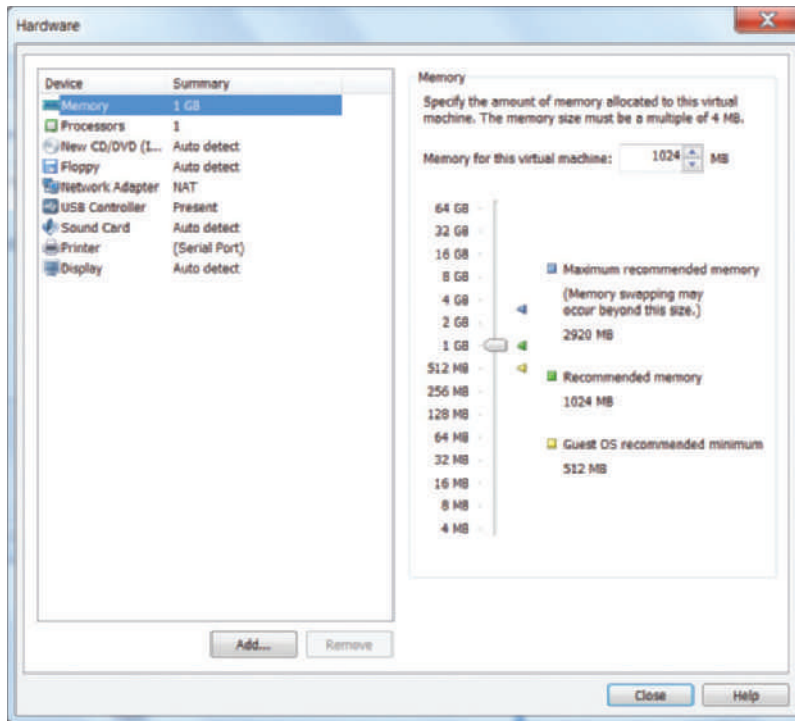 Hardware
Device Summary
Memory 1 GB
Processors 1
New CD/DVD (I... Auto detect
Floppy Auto detect
Network Adapter NAT
USB Controller Present
Sound Card Auto detect
Printer (Serial Port)
Display Auto detect
Add...
Remove
Memory
Specify the amount of memory allocated to this virtual
machine. The memory size must be a multiple of 4 MB.
Memory for this virtual machine: 1024 MB
64 GB
32 GB
16 GB
8 GB
4 GB
2 GB
1 GB
512 MB
256 MB
128 MB
64 MB
32 MB
16 MB
8 MB
4 MB
Maximum recommended memory
(Memory swapping may
occur beyond this size.)
2920 MB
Recommended memory
1024 MB
Guest OS recommended minimum
512 MB
Close
Help